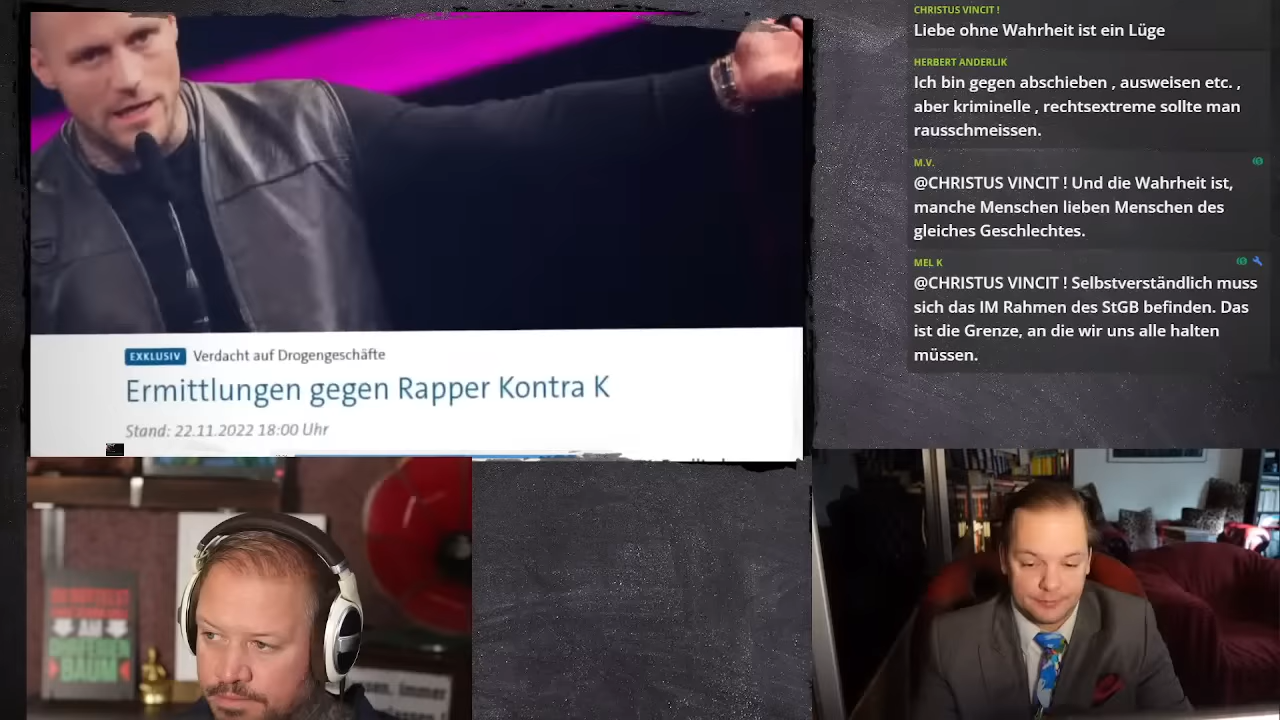 EXKLUSIV Verdacht auf Drogengeschäfte
Ermittlungen gegen Rapper Kontra K
Stand: 22.11.2022 18:00 Uhr
CHRISTUS VINCIT !
Liebe ohne Wahrheit ist ein Lüge
HERBERT ANDERLIK
Ich bin gegen abschieben , ausweisen etc. ,
aber kriminelle , rechtsextreme sollte man
rausschmeissen.
M.V.
@CHRISTUS VINCIT ! Und die Wahrheit ist,
manche Menschen lieben Menschen des
gleiches Geschlechtes.
MEL K
@CHRISTUS VINCIT ! Selbstverständlich muss
sich das IM Rahmen des StGB befinden. Das
ist die Grenze, an die wir uns alle halten
müssen.
AU
BAUM
immer